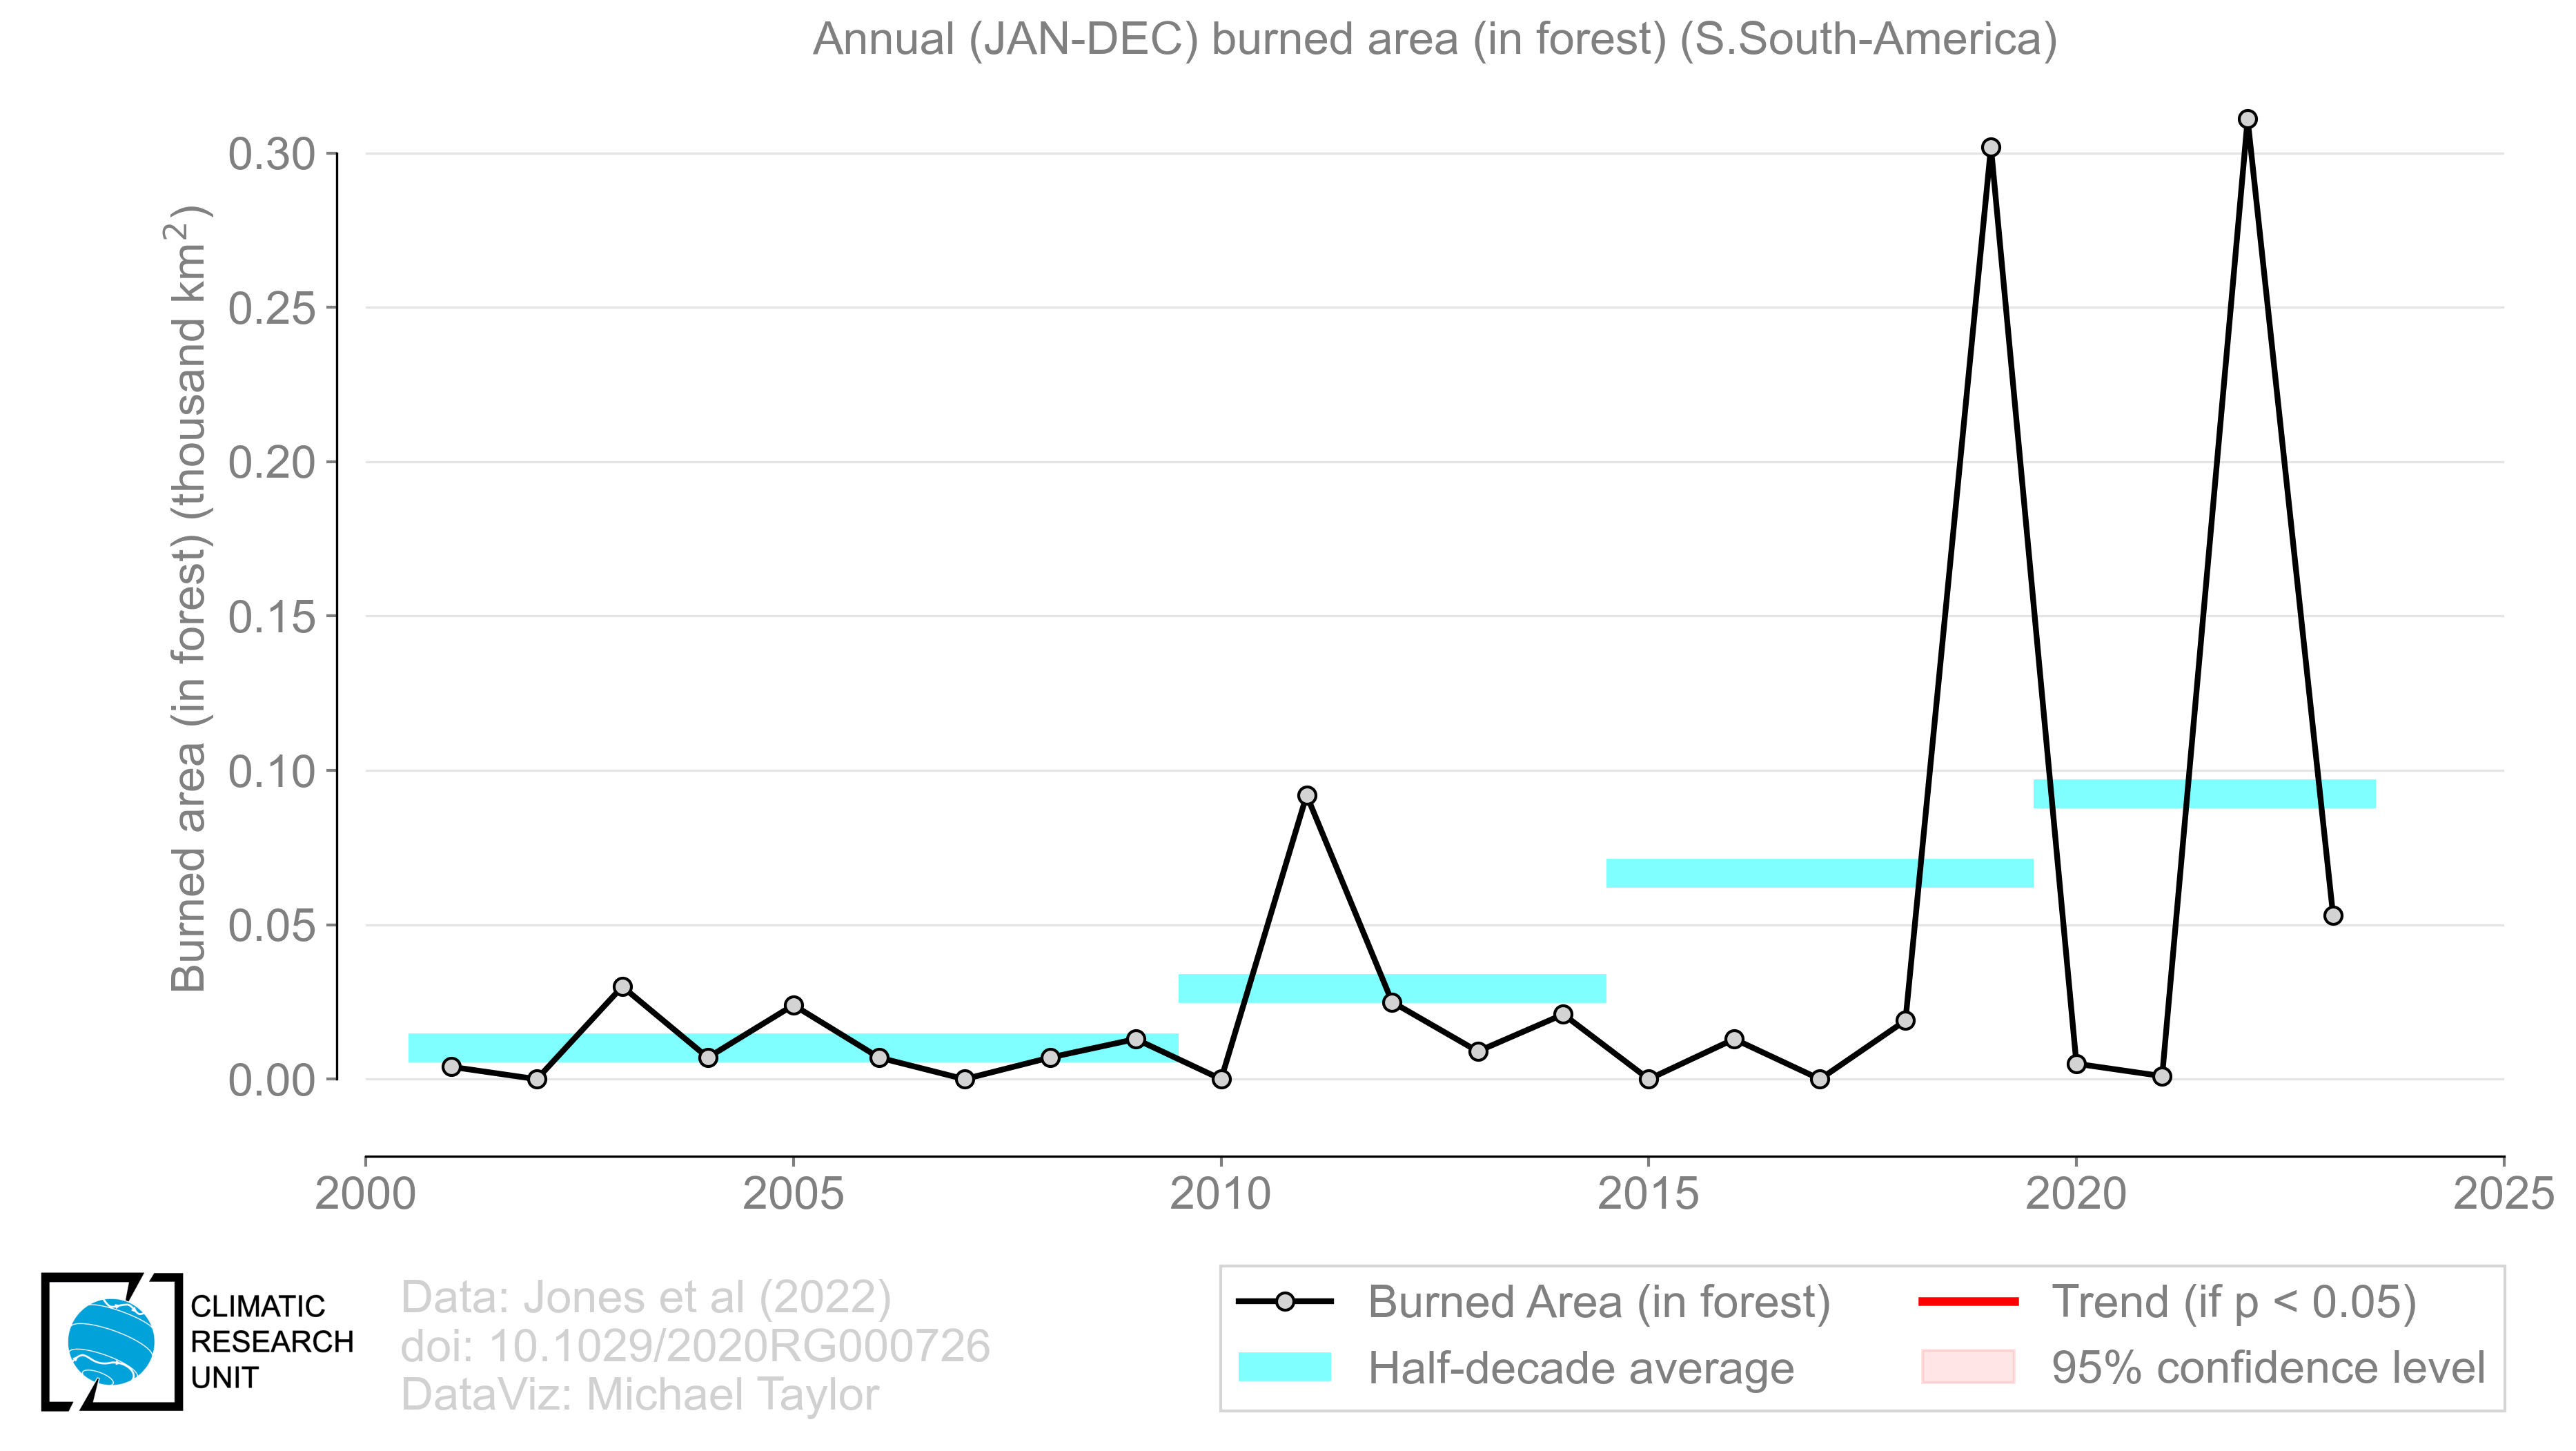 Annual (JAN-DEC) burned area (in forest) (S.South-America)
Burned area (in forest) (thousand km²)
0.30
0.25
0.20
0.15
0.10
0.05
0.00
2000 2005 2010 2015 2020 2025
CLIMATIC
RESEARCH
UNIT
Data: Jones et al (2022)
doi: 10.1029/2020RG000726
DataViz: Michael Taylor
Burned Area (in forest)
Half-decade average
Trend (if p < 0.05)
95% confidence level